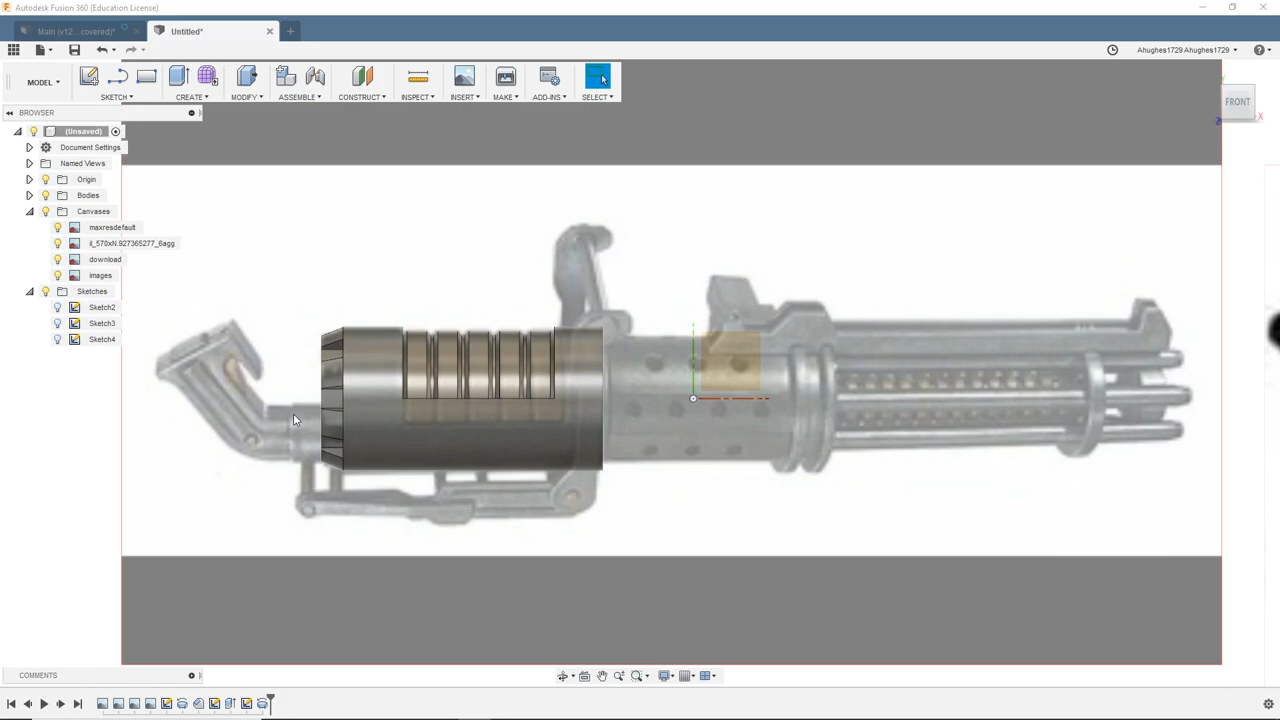 Autodesk Fusion 360 (Education License)
Main (v12...covered)*
Untitled*
Ahughes1729 Ahughes1729
MODEL
SKETCH
CREATE
MODIFY
ASSEMBLE
CONSTRUCT
INSPECT
INSERT
MAKE
ADD-INS
SELECT
BROWSER
FRONT
X
Z
Y
(Unsaved)
Document Settings
Named Views
Origin
Bodies
Canvases
maxresdefault
il_570xN.927365277_6agg
download
images
Sketches
Sketch2
Sketch3
Sketch4
COMMENTS